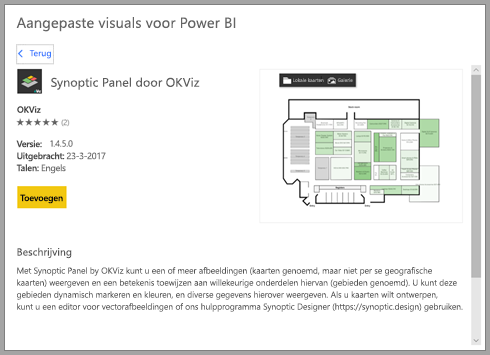 Aangepaste visuals voor Power BI
Terug
Synoptic Panel door OKViz
OKViz
(2)
Versie: 1.4.5.0
Uitgebracht: 23-3-2017
Talen: Engels
Toevoegen
Lokale kaarten Galerie
Beschrijving
Met Synoptic Panel by OKViz kunt u een of meer afbeeldingen (kaarten genoemd, maar niet per se geografische
kaarten) weergeven en een betekenis toewijzen aan willekeurige onderdelen hiervan (gebieden genoemd). U kunt deze
gebieden dynamisch markeren en kleuren, en diverse gegevens hierover weergeven. Als u kaarten wilt ontwerpen,
kunt u een editor voor vectorafbeeldingen of ons hulpprogramma Synoptic Designer (https://synoptic.design) gebruiken.